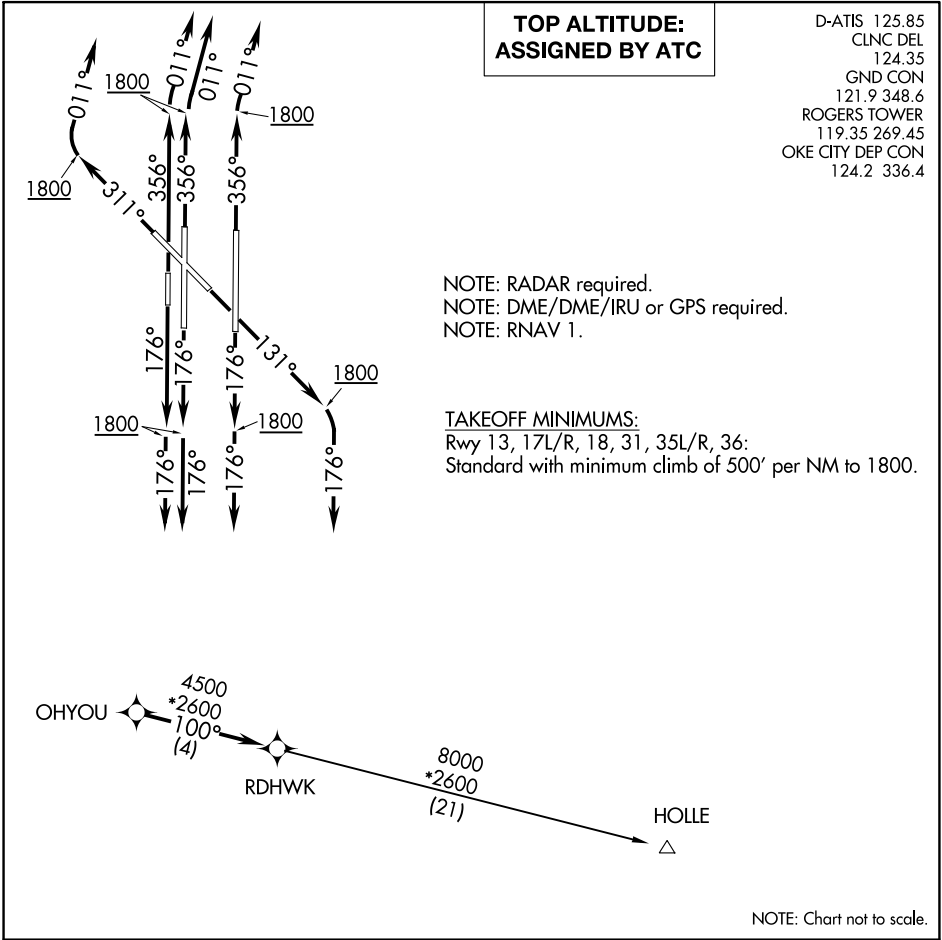 TOP ALTITUDE:
ASSIGNED BY ATC
D-ATIS 125.85
CLNC DEL
124.35
GND CON
121.9 348.6
ROGERS TOWER
119.35 269.45
OKE CITY DEP CON
124.2 336.4
011°
011°
011°
011°
1800
1800
1800
356°
356°
356°
311°
NOTE: RADAR required.
NOTE: DME/DME/IRU or GPS required.
NOTE: RNAV 1.
176°
176°
176°
131°
1800
1800
1800
176°
176°
176°
176°
TAKEOFF MINIMUMS:
Rwy 13, 17L/R, 18, 31, 35L/R, 36:
Standard with minimum climb of 500' per NM to 1800.
OHYOU
4500
*2600
100°
(4)
RDHWK
8000
*2600
(21)
HOLLE
NOTE: Chart not to scale.